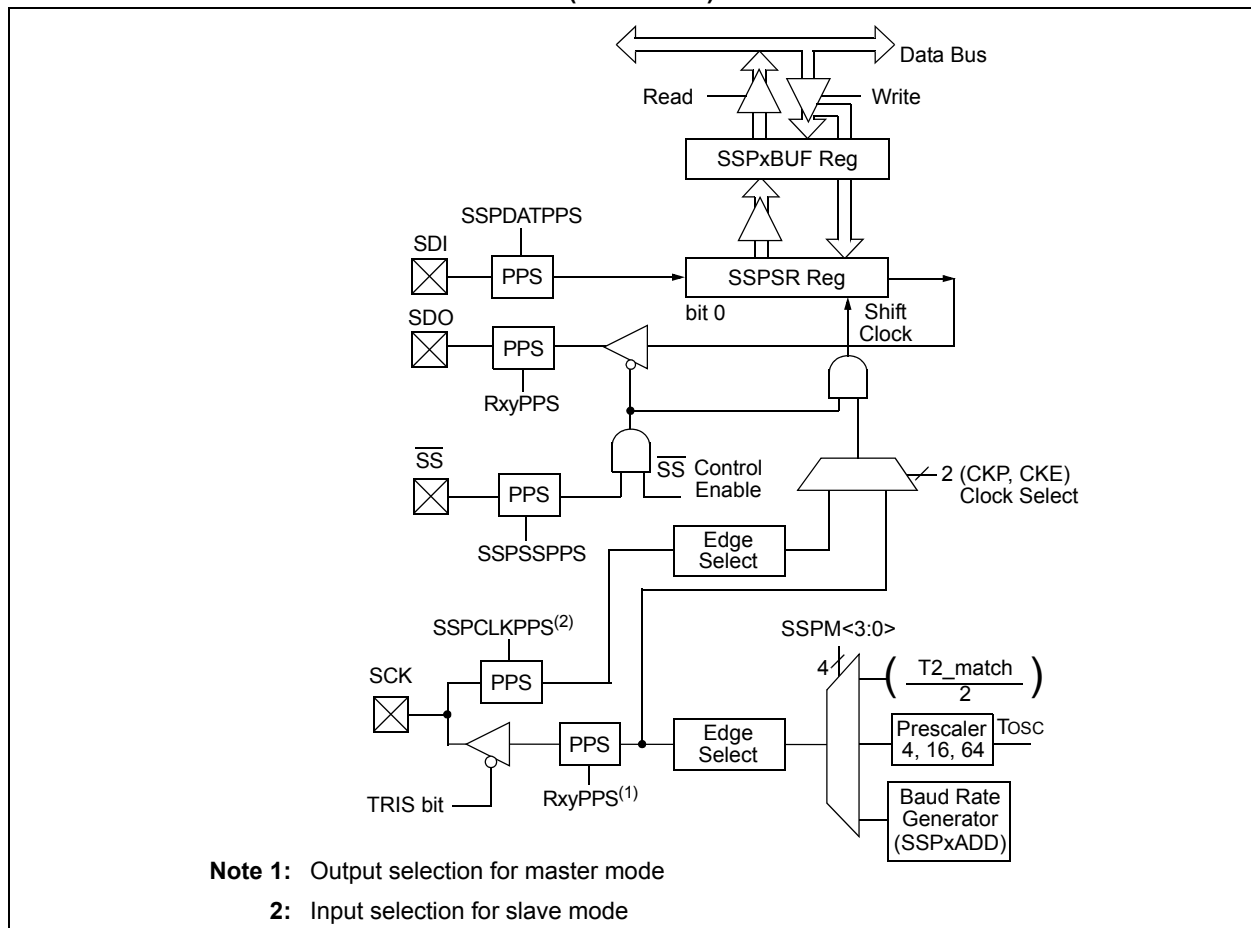 Data Bus
Read
Write
SSPxBUF Reg
SSPDATPPS
SDI
PPS
SSPSR Reg
bit 0
Shift
Clock
SDO
PPS
RxyPPS
SS
PPS
SS Control
Enable
2 (CKP, CKE)
Clock Select
SSPSSPPS
Edge
Select
SSPCLKPPS(2)
SSPM<3:0>
4
( T2_match
2 )
SCK
PPS
Edge
Select
PPS
Prescaler
4, 16, 64
TOSC
TRIS bit
RxyPPS(1)
Baud Rate
Generator
(SSPxADD)
Note 1: Output selection for master mode
2: Input selection for slave mode